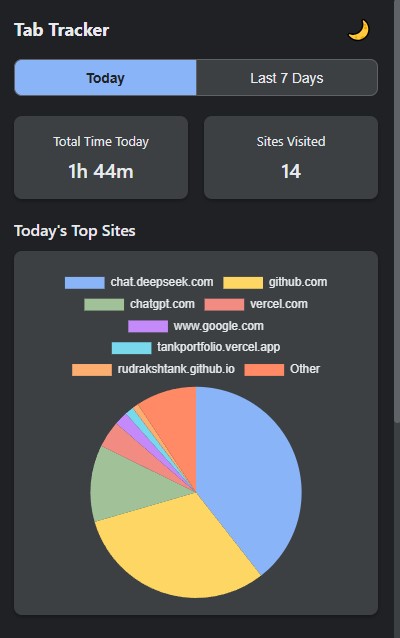 Tab Tracker
Today Last 7 Days
Total Time Today Sites Visited
1h 44m 14
Today's Top Sites
chat.deepseek.com github.com
chatgpt.com vercel.com
www.google.com
tankportfolio.vercel.app
rudrakshtank.github.io Other